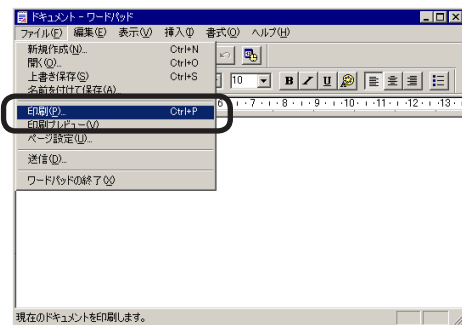 ドキュメント - ワードパッド
ファイル(F) 編集(E) 表示(V) 挿入(I) 書式(O) ヘルプ(H)
新規作成(N)... Ctrl+N
開く(O)... Ctrl+O
上書き保存(S) Ctrl+S
名前を付けて保存(A)...
10 B I U
印刷(P)... Ctrl+P
6 7 8 9 10 11 12 13
印刷プレビュー(V)
ページ設定(U)...
送信(D)...
ワードパッドの終了(X)
現在のドキュメントを印刷します。